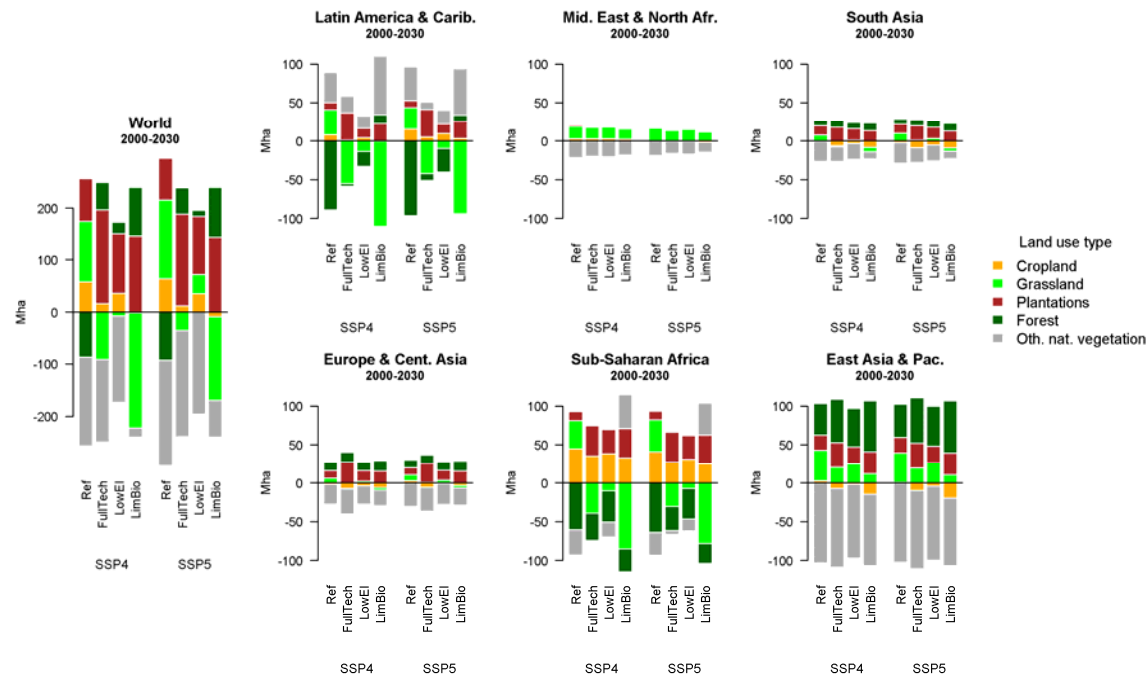 World
2000-2030
Mha
200
100
0
-100
-200
Ref
FullTech
LowEI
LimBio
Ref
FullTech
LowEI
LimBio
SSP4
SSP5
Latin America & Carib.
2000-2030
Mha
100
50
0
-50
-100
Ref
FullTech
LowEI
LimBio
Ref
FullTech
LowEI
LimBio
SSP4
SSP5
Mid. East & North Afr.
2000-2030
Mha
100
50
0
-50
-100
Ref
FullTech
LowEI
LimBio
Ref
FullTech
LowEI
LimBio
SSP4
SSP5
South Asia
2000-2030
Mha
100
50
0
-50
-100
Ref
FullTech
LowEI
LimBio
Ref
FullTech
LowEI
LimBio
SSP4
SSP5
Land use type
Cropland
Grassland
Plantations
Forest
Oth. nat. vegetation
Europe & Cent. Asia
2000-2030
Mha
100
50
0
-50
-100
Ref
FullTech
LowEI
LimBio
Ref
FullTech
LowEI
LimBio
SSP4
SSP5
Sub-Saharan Africa
2000-2030
Mha
100
50
0
-50
-100
Ref
FullTech
LowEI
LimBio
Ref
FullTech
LowEI
LimBio
SSP4
SSP5
East Asia & Pac.
2000-2030
Mha
100
50
0
-50
-100
Ref
FullTech
LowEI
LimBio
Ref
FullTech
LowEI
LimBio
SSP4
SSP5